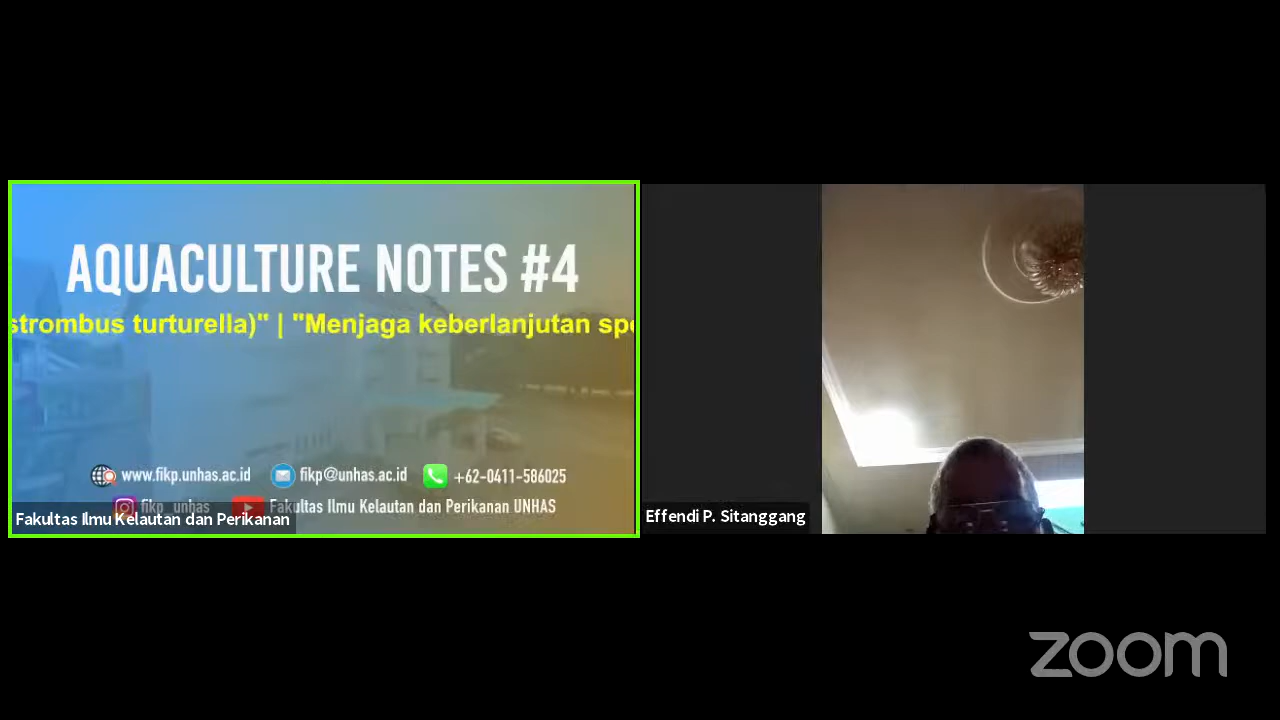 AQUACULTURE NOTES #4
strombus turturella)" | "Menjaga keberlanjutan
www.fikp.unhas.ac.id fikp@unhas.ac.id +62-0411-586025
fikp_unhas Fakultas Ilmu Kelautan dan Perikanan UNHAS
Fakultas Ilmu Kelautan dan Perikanan
Effendi P. Sitanggang
zoom